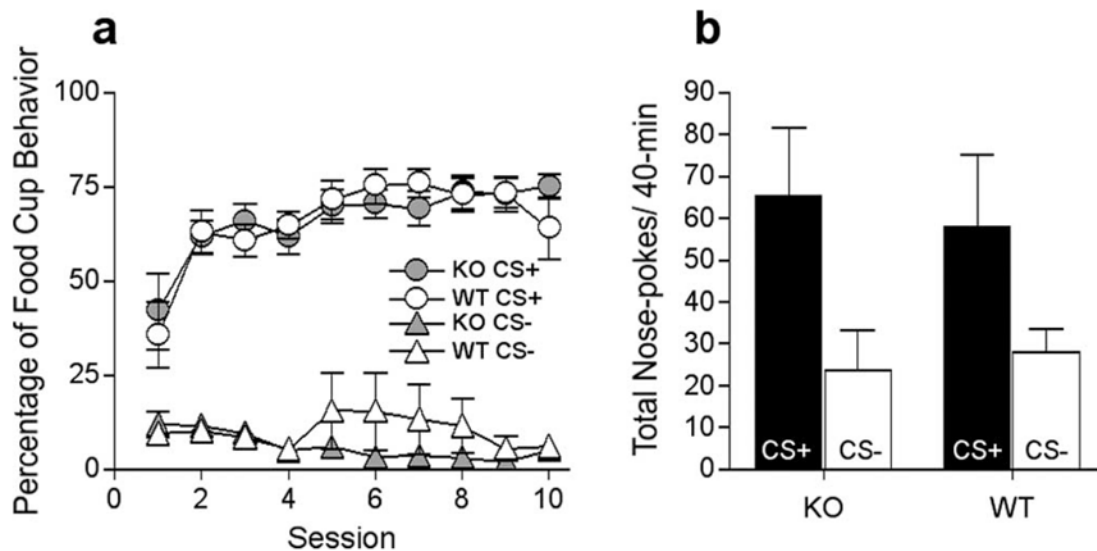 a
Percentage of Food Cup Behavior
100
75
50
25
0
KO CS+
WT CS+
KO CS-
WT CS-
0 2 4 6 8 10
Session
b
Total Nose-pokes/ 40-min
90
80
70
60
50
40
30
20
10
0
CS+ CS- CS+ CS-
KO WT